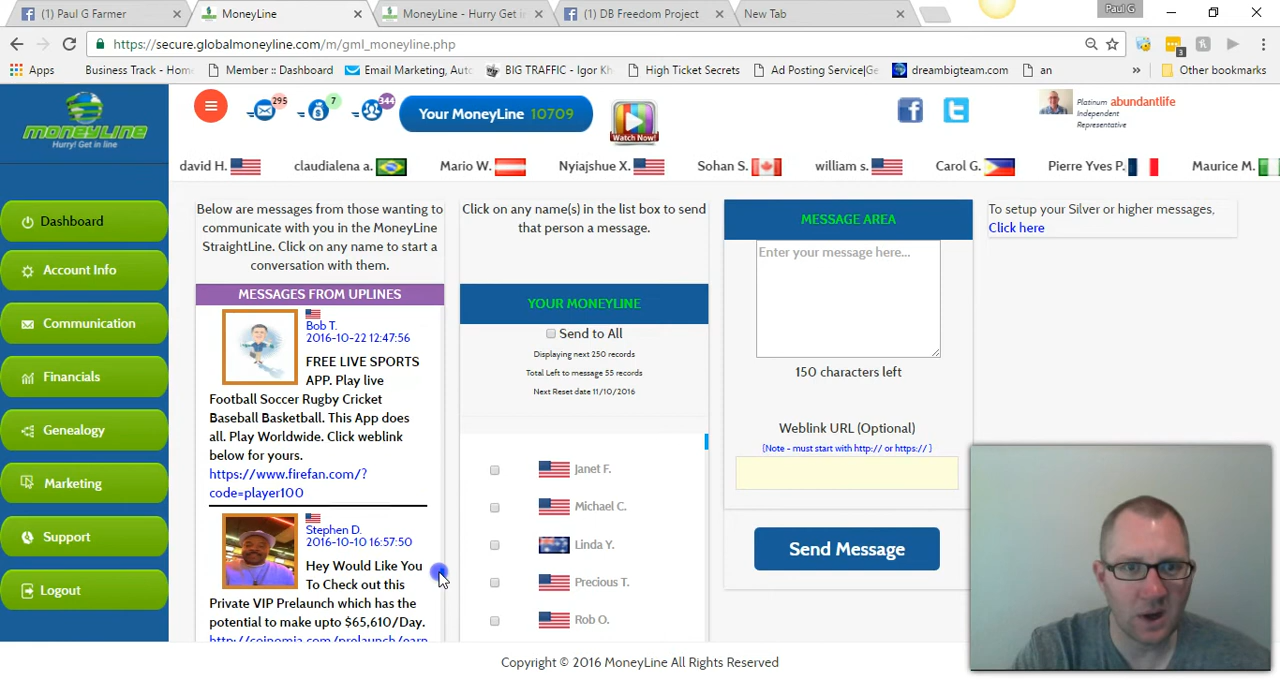 (1) Paul G Farmer
MoneyLine
MoneyLine - Hurry Get in
(1) DB Freedom Project
New Tab
Paul G
https://secure.globalmoneyline.com/m/gml_moneyline.php
3
Apps
Business Track - Hom
Member :: Dashboard
Email Marketing, Auto
BIG TRAFFIC - Igor Kh
High Ticket Secrets
Ad Posting Service|Ge
dreambigteam.com
an
»
Other bookmarks
MONEYLINE
Hurry! Get in line
295
7
344
Your MoneyLine 10709
Watch Now!
Platinum
Independent
Representative
abundantlife
david H.
claudialena a.
Mario W.
Nyiajshue X.
Sohan S.
william s.
Carol G.
Pierre Yves P.
Maurice M.
Dashboard
Account Info
Communication
Financials
Genealogy
Marketing
Support
Logout
Below are messages from those wanting to
communicate with you in the MoneyLine
StraightLine. Click on any name to start a
conversation with them.
MESSAGES FROM UPLINES
Bob T.
2016-10-22 12:47:56
FREE LIVE SPORTS
APP. Play live
Football Soccer Rugby Cricket
Baseball Basketball. This App does
all. Play Worldwide. Click weblink
below for yours.
https://www.firefan.com/?
code=player100
Stephen D.
2016-10-10 16:57:50
Hey Would Like You
To Check out this
Private VIP Prelaunch which has the
potential to make upto $65,610/Day.
http://coinomia.com/prelaunch/earn
Click on any name(s) in the list box to send
that person a message.
YOUR MONEYLINE
Send to All
Displaying next 250 records
Total Left to message 55 records
Next Reset date 11/10/2016
Janet F.
Michael C.
Linda Y.
Precious T.
Rob O.
MESSAGE AREA
Enter your message here...
150 characters left
Weblink URL (Optional)
[Note - must start with http:// or https:// ]
Send Message
To setup your Silver or higher messages,
Click here
Copyright © 2016 MoneyLine All Rights Reserved